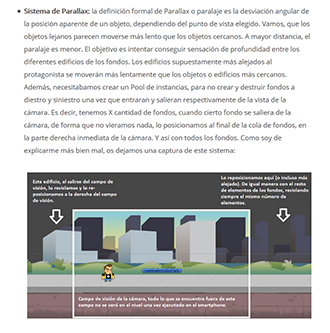 • Sistema de Parallax: la definición formal de Parallax o paralaje es la desviación angular de
la posición aparente de un objeto, dependiendo del punto de vista elegido. Vamos, que los
objetos lejanos parecen moverse más lento que los objetos cercanos. A mayor distancia, el
paralaje es menor. El objetivo es intentar conseguir sensación de profundidad entre los
diferentes edificios de los fondos. Los edificios supuestamente más alejados al
protagonista se moverán más lentamente que los objetos o edificios más cercanos.
Además, necesitabamos crear un Pool de instancias, para no crear y destruir fondos a
diestro y siniestro una vez que entraran y salieran respectivamente de la vista de la
cámara. Es decir, tenemos X cantidad de fondos, cuando cierto fondo se saliera de la
cámara, de forma que no vieramos nada, lo posicionamos al final de la cola de fondos, en
la parte derecha inmediata de la cámara. Y así con todos los fondos. Como soy de
explicarme más bien mal, os dejamos una captura de este sistema:
Este edificio, al salirse del campo de
visión, lo reciclamos y la re-
posicionamos a la derecha del campo
de visión.
Lo reposicionamos aquí (o incluso más
alejado). De igual manera con el resto
de elementos de los fondos, reciclando
siempre el mismo número de
elementos.
Campo de visión de la cámara, todo lo que se encuentre fuera de este
campo no se verá en el nivel una vez ejecutado en el smartphone.